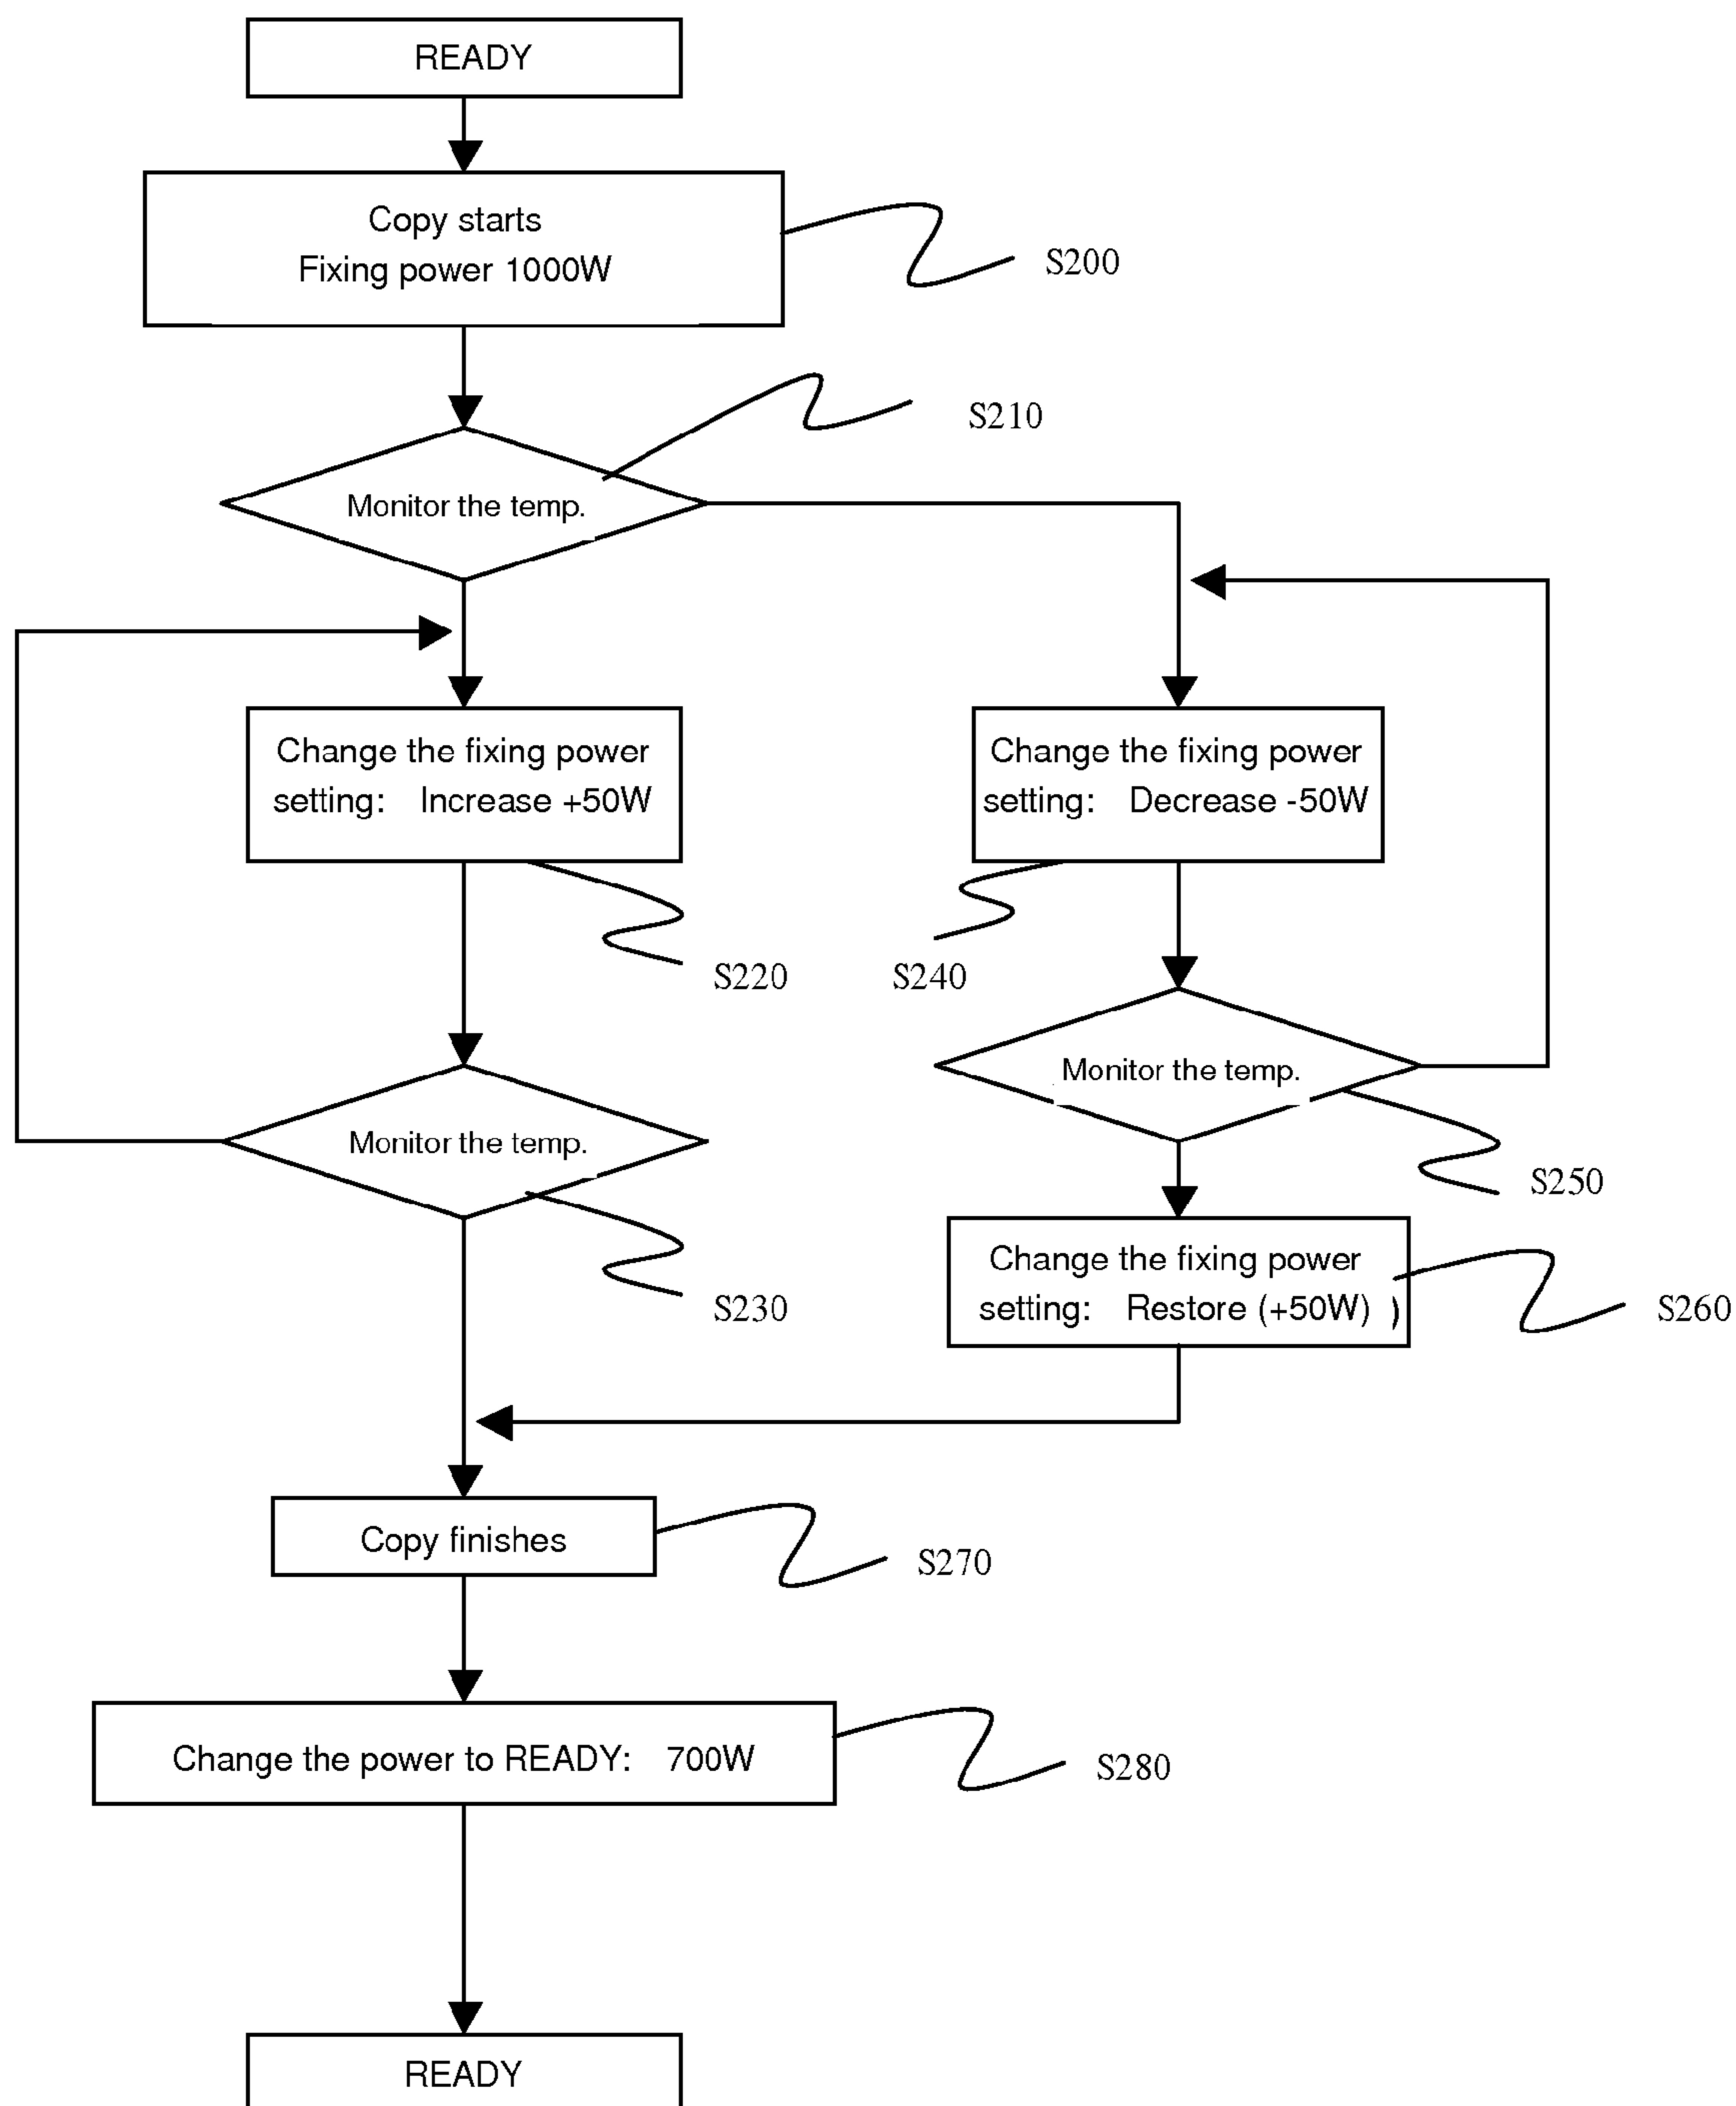 READY
Copy starts
Fixing power 1000W
S200
S210
Monitor the temp.
Change the fixing power
setting: Increase +50W
Change the fixing power
setting: Decrease -50W
S220
S240
Monitor the temp.
Monitor the temp.
S250
S230
Change the fixing power
setting: Restore (+50W) )
S260
Copy finishes
S270
Change the power to READY: 700W
S280
READY